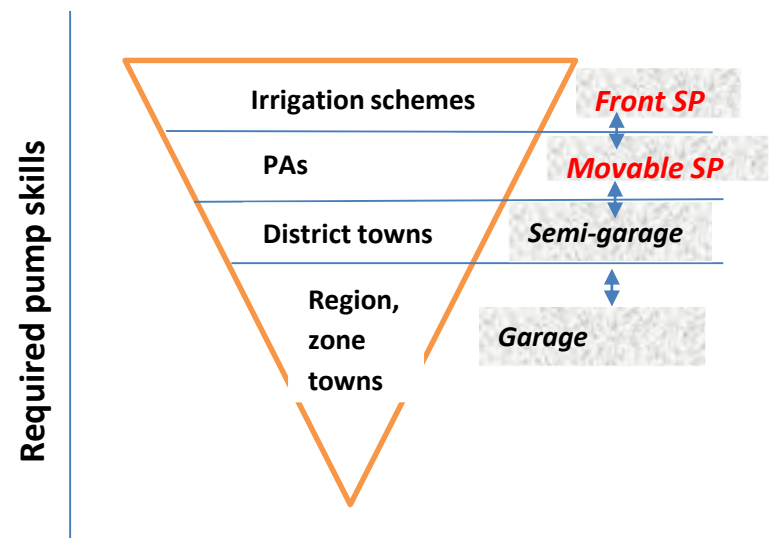 Required pump skills
Irrigation schemes
Front SP
PAs
Movable SP
District towns
Semi-garage
Region,
zone
towns
Garage